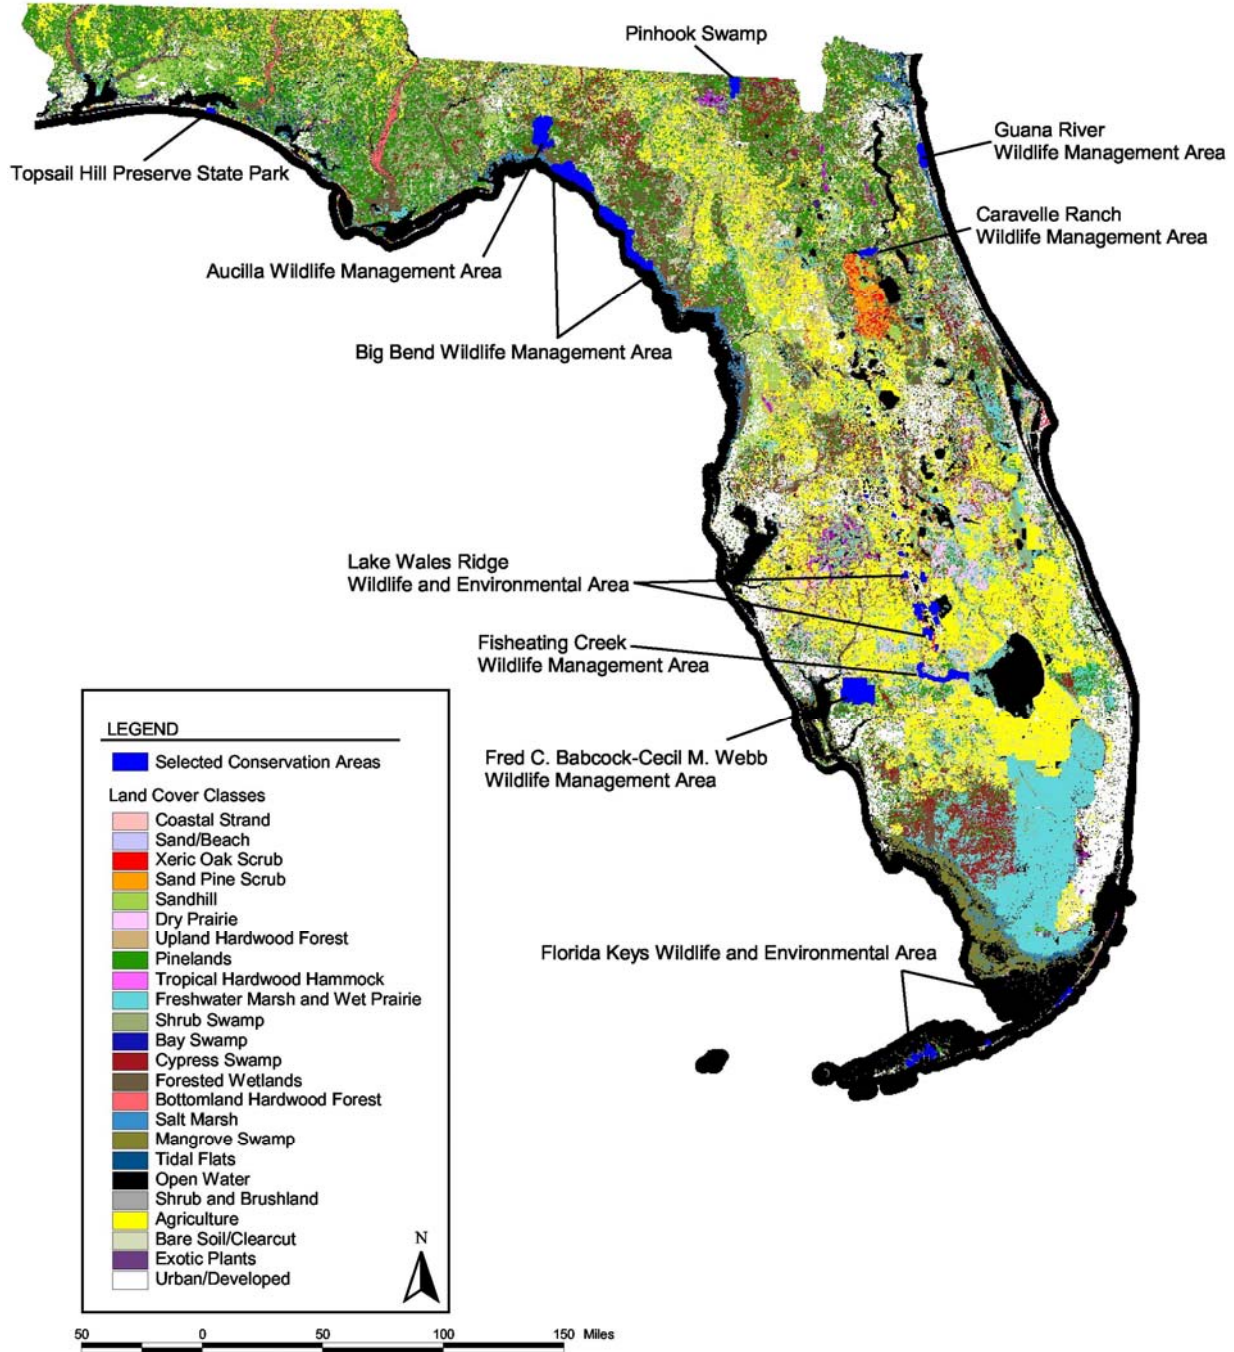 Pinhook Swamp
Guana River
Wildlife Management Area
Topsail Hill Preserve State Park
Caravelle Ranch
Wildlife Management Area
Aucilla Wildlife Management Area
Big Bend Wildlife Management Area
Lake Wales Ridge
Wildlife and Environmental Area
Fisheating Creek
Wildlife Management Area
Fred C. Babcock-Cecil M. Webb
Wildlife Management Area
Florida Keys Wildlife and Environmental Area
LEGEND
Selected Conservation Areas
Land Cover Classes
Coastal Strand
Sand/Beach
Xeric Oak Scrub
Sand Pine Scrub
Sandhill
Dry Prairie
Upland Hardwood Forest
Pinelands
Tropical Hardwood Hammock
Freshwater Marsh and Wet Prairie
Shrub Swamp
Bay Swamp
Cypress Swamp
Forested Wetlands
Bottomland Hardwood Forest
Salt Marsh
Mangrove Swamp
Tidal Flats
Open Water
Shrub and Brushland
Agriculture
Bare Soil/Clearcut
Exotic Plants
Urban/Developed
N
50 0 50 100 150 Miles